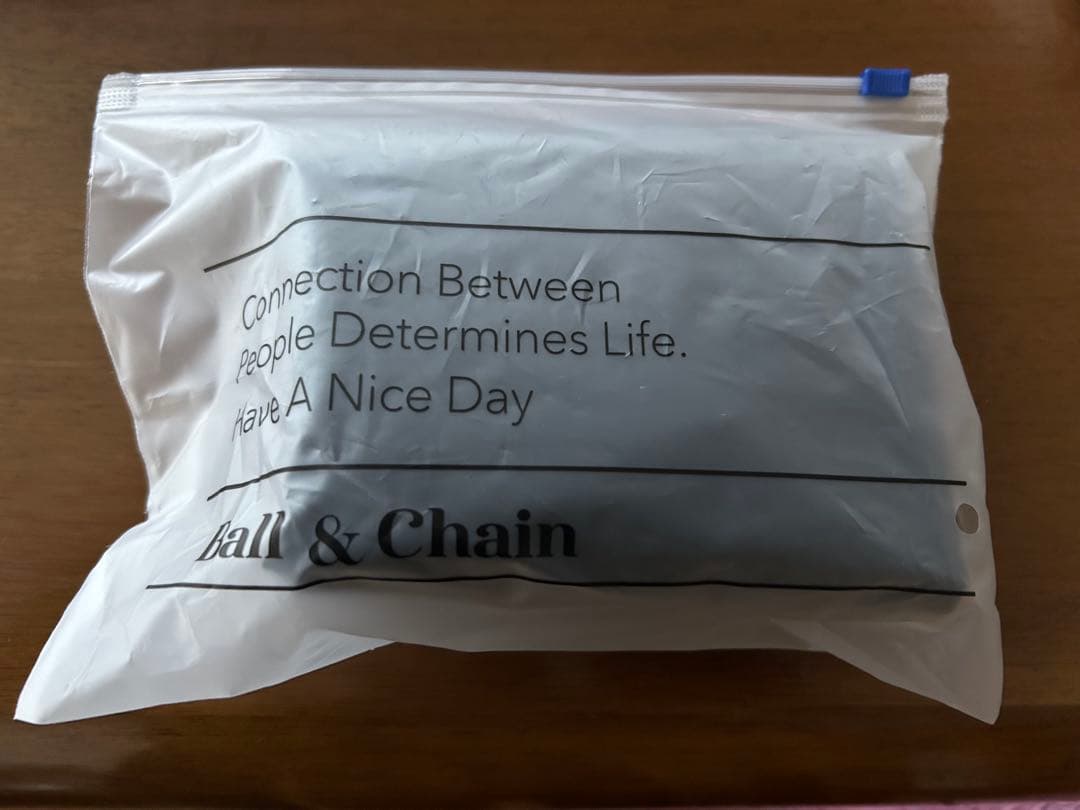 Connection Between
People Determines Life.
Have A Nice Day
Ball & Chain